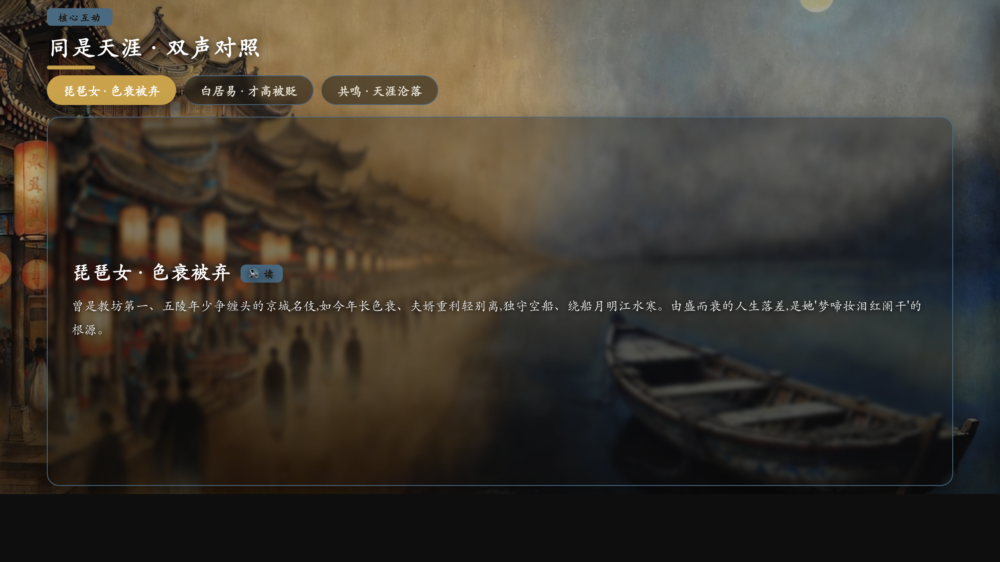 核心互动
同是天涯·双声对照
琵琶女·色衰被弃
白居易·才高被贬
共鸣·天涯沦落
琵琶女·色衰被弃
🔊 读
曾是教坊第一、五陵年少争缠头的京城名伎,如今年长色衰、夫婿重利轻别离,独守空船、绕船月明江水寒。由盛而衰的人生落差,是她'梦啼妆泪红阑干'的
根源。